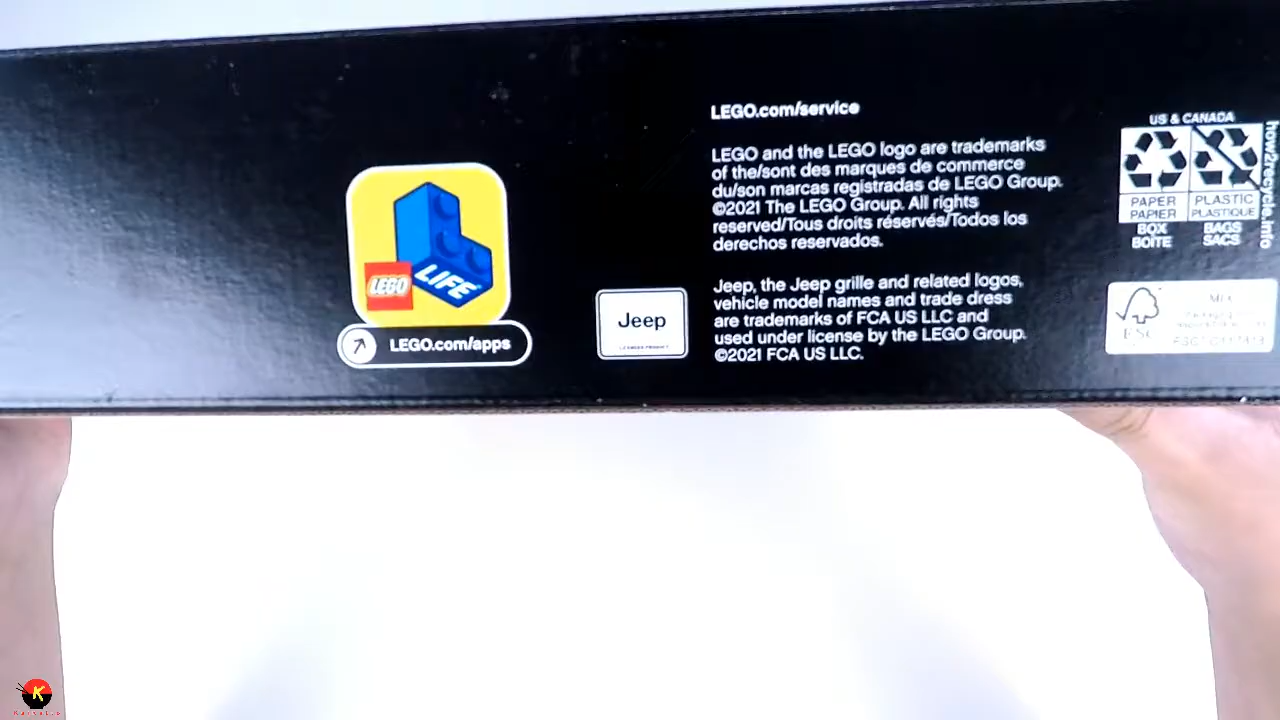 LEGO
LIFE
LEGO.com/apps
Jeep
LEGO.com/service
LEGO and the LEGO logo are trademarks
of the/sont des marques de commerce
du/son marcas registradas de LEGO Group.
©2021 The LEGO Group. All rights
reserved/Tous droits réservés/Todos los
derechos reservados.
Jeep, the Jeep grille and related logos,
vehicle model names and trade dress
are trademarks of FCA US LLC and
used under license by the LEGO Group.
©2021 FCA US LLC.
US & CANADA
PAPER
PAPIER
BOX
BOÎTE
PLASTIC
PLASTIQUE
BAGS
SACS
how2recycle.info
FSC
MIX
K